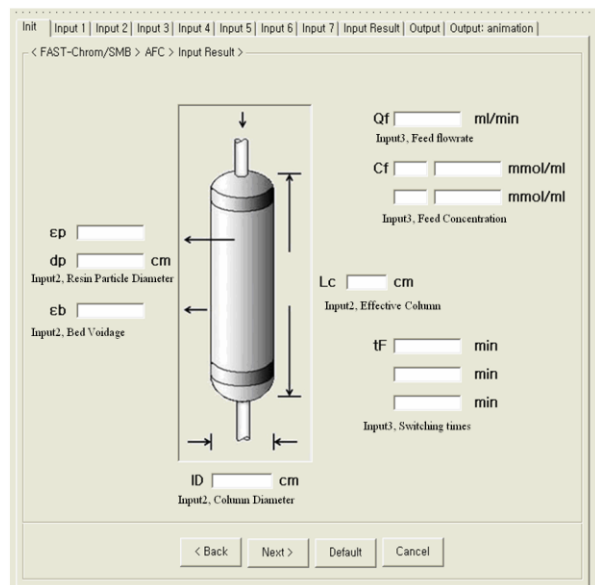 Init | Input 1 | Input 2 | Input 3 | Input 4 | Input 5 | Input 6 | Input 7 | Input Result | Output | Output: animation |
< FAST-Chrom/SMB > AFC > Input Result >
Qf ml/min
Input3, Feed flowrate
Cf mmol/ml
mmol/ml
Input3, Feed Concentration
εp
dp cm
Input2, Resin Particle Diameter
εb
Input2, Bed Voidage
Lc cm
Input2, Effective Column
tF min
min
min
Input3, Switching times
ID cm
Input2, Column Diameter
< Back
Next >
Default
Cancel